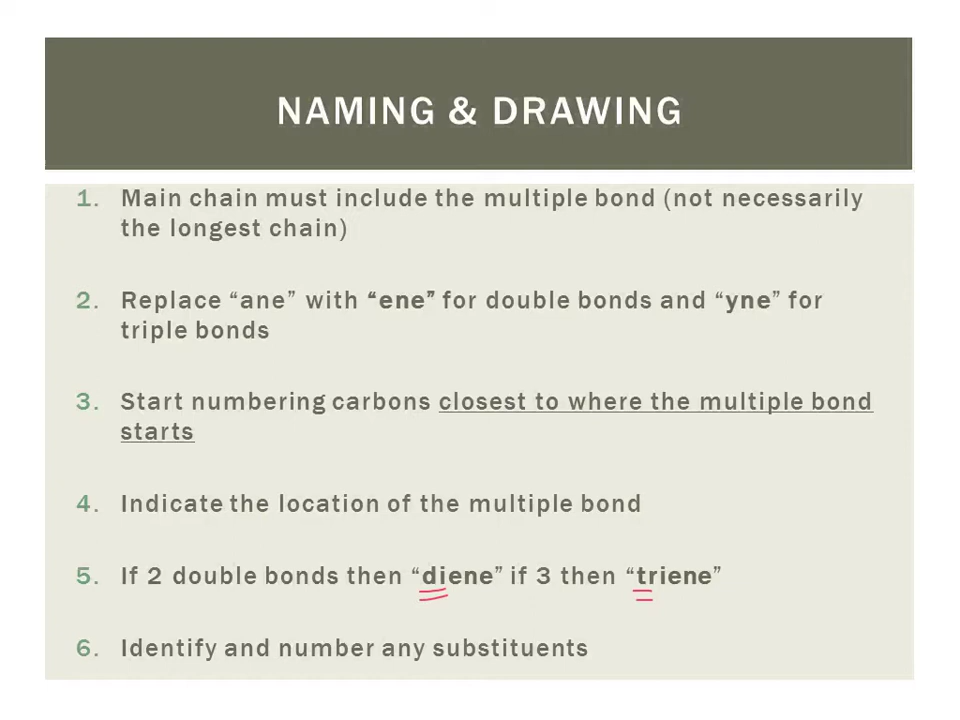 NAMING & DRAWING
1. Main chain must include the multiple bond (not necessarily
the longest chain)
2. Replace “ane” with “ene” for double bonds and “yne” for
triple bonds
3. Start numbering carbons closest to where the multiple bond
starts
4. Indicate the location of the multiple bond
5. If 2 double bonds then “diene” if 3 then “triene”
6. Identify and number any substituents